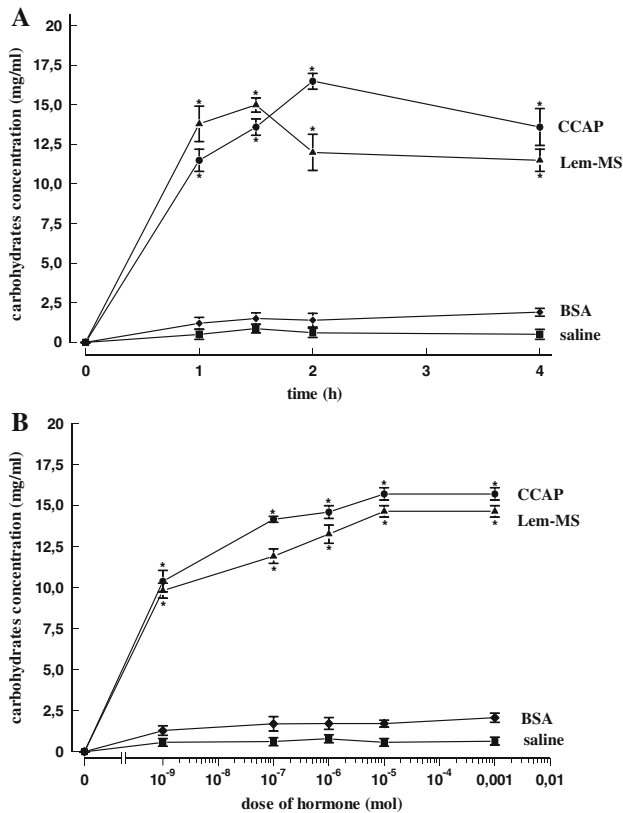 A
carbohydrates concentration (mg/ml)
20
17,5
15,0
12,5
10,0
7,5
5,0
2,5
0
* * * *
* * * *
CCAP
Lem-MS
BSA
saline
0 1 2 3 4
time (h)
B
carbohydrates concentration (mg/ml)
20
17,5
15,0
12,5
10,0
7,5
5,0
2,5
0
* * * * *
* * * * *
CCAP
Lem-MS
BSA
saline
0 10⁻⁹ 10⁻⁸ 10⁻⁷ 10⁻⁶ 10⁻⁵ 10⁻⁴ 0,001 0,01
dose of hormone (mol)